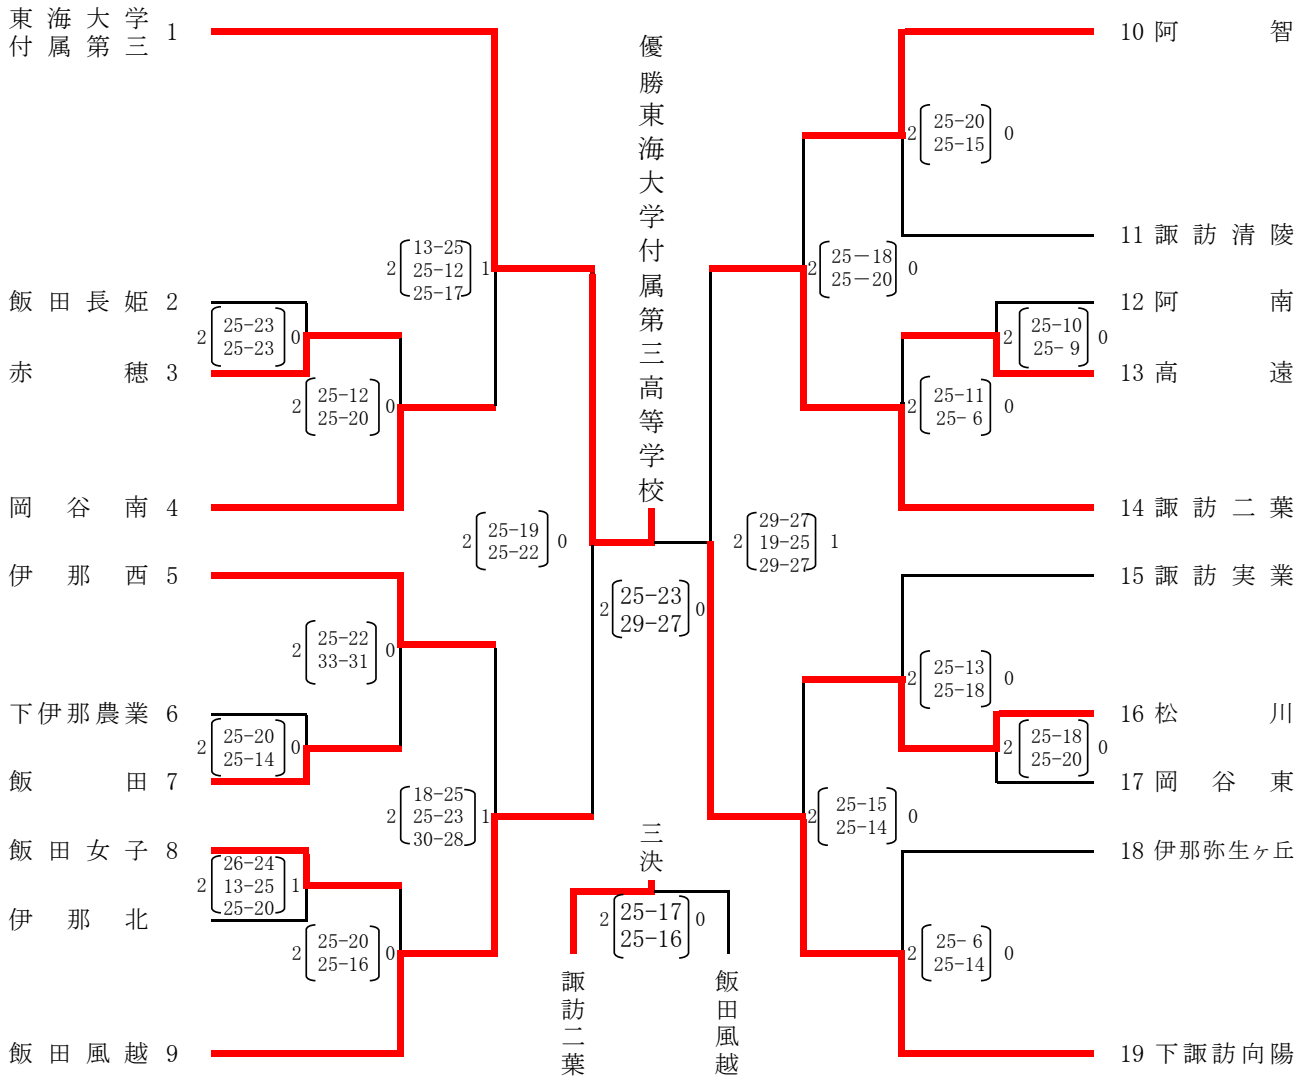 東海大学
付属第三 1
飯田長姫 2
赤穂 3
岡谷南 4
伊那西 5
下伊那農業 6
飯田 7
飯田女子 8
伊那北
飯田風越 9
2 25-23 0
25-23
2 25-12 0
25-20
13-25
2 25-12 1
25-17
2 25-22 0
33-31
2 25-20 0
25-14
18-25
2 25-23 1
30-28
26-24
2 13-25 1
25-20
2 25-20 0
25-16
2 25-19 0
25-22
優勝東海大学付属第三高等学校
2 25-23 0
29-27
三決
2 25-17 0
25-16
諏訪二葉
飯田風越
29-27
2 19-25 1
29-27
2 25-20 0
25-15
2 25-18 0
25-20
2 25-10 0
25-9
2 25-11 0
25-6
2 25-13 0
25-18
2 25-18 0
25-20
2 25-15 0
25-14
2 25-6 0
25-14
10 阿智
11 諏訪清陵
12 阿南
13 高遠
14 諏訪二葉
15 諏訪実業
16 松川
17 岡谷東
18 伊那弥生ヶ丘
19 下諏訪向陽